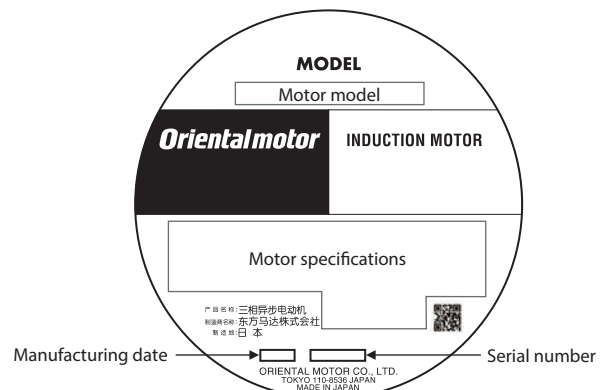 MODEL
Motor model
Orientalmotor
INDUCTION MOTOR
Motor specifications
产品名称:三相异步电动机
制造商名称:东方马达株式会社
制造地:日本
Manufacturing date
Serial number
ORIENTAL MOTOR CO., LTD.
TOKYO 110-8536 JAPAN
MADE IN JAPAN